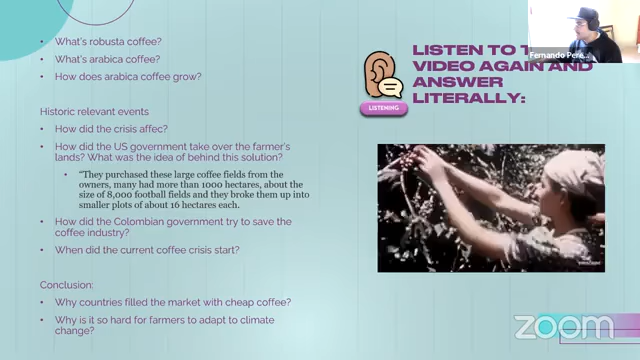 • What's robusta coffee?
• What's arabica coffee?
• How does arabica coffee grow?
Historic relevant events
• How did the crisis affec?
• How did the US government take over the farmer's
lands? What was the idea of behind this solution?
• "They purchased these large coffee fields from the
owners, many had more than 1000 hectares, about the
size of 8,000 football fields and they broke them up into
smaller plots of about 16 hectares each.
• How did the Colombian government try to save the
coffee industry?
• When did the current coffee crisis start?
Conclusion:
• Why countries filled the market with cheap coffee?
• Why is it so hard for farmers to adapt to climate
change?
LISTENING
LISTEN TO T
VIDEO AGAIN AND
ANSWER
LITERALLY:
Fernando
zoom